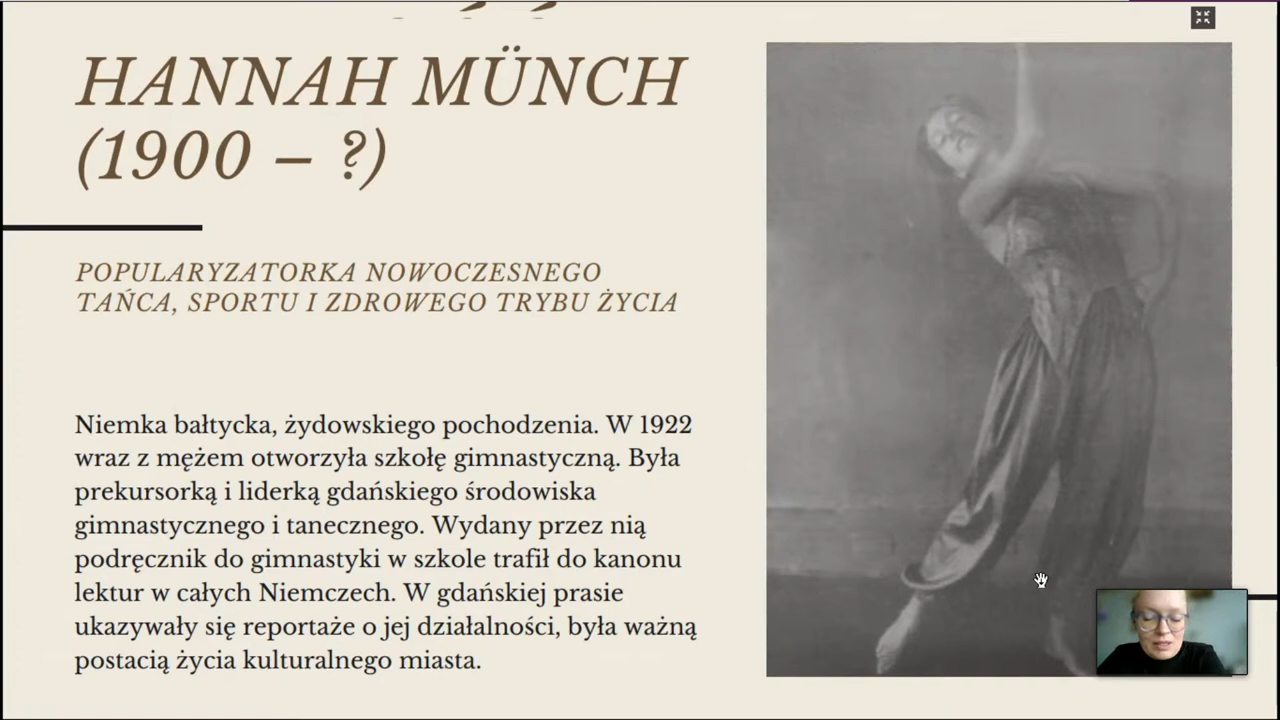 HANNAH MÜNCH
(1900 – ?)
POPULARYZATORKA NOWOCZESNEGO
TAŃCA, SPORTU I ZDROWEGO TRYBU ŻYCIA
Niemka bałtycka, żydowskiego pochodzenia. W 1922
wraz z mężem otworzyła szkołę gimnastyczną. Była
prekursorką i liderką gdańskiego środowiska
gimnastycznego i tanecznego. Wydany przez nią
podręcznik do gimnastyki w szkole trafił do kanonu
lektur w całych Niemczech. W gdańskiej prasie
ukazywały się reportaże o jej działalności, była ważną
postacią życia kulturalnego miasta.